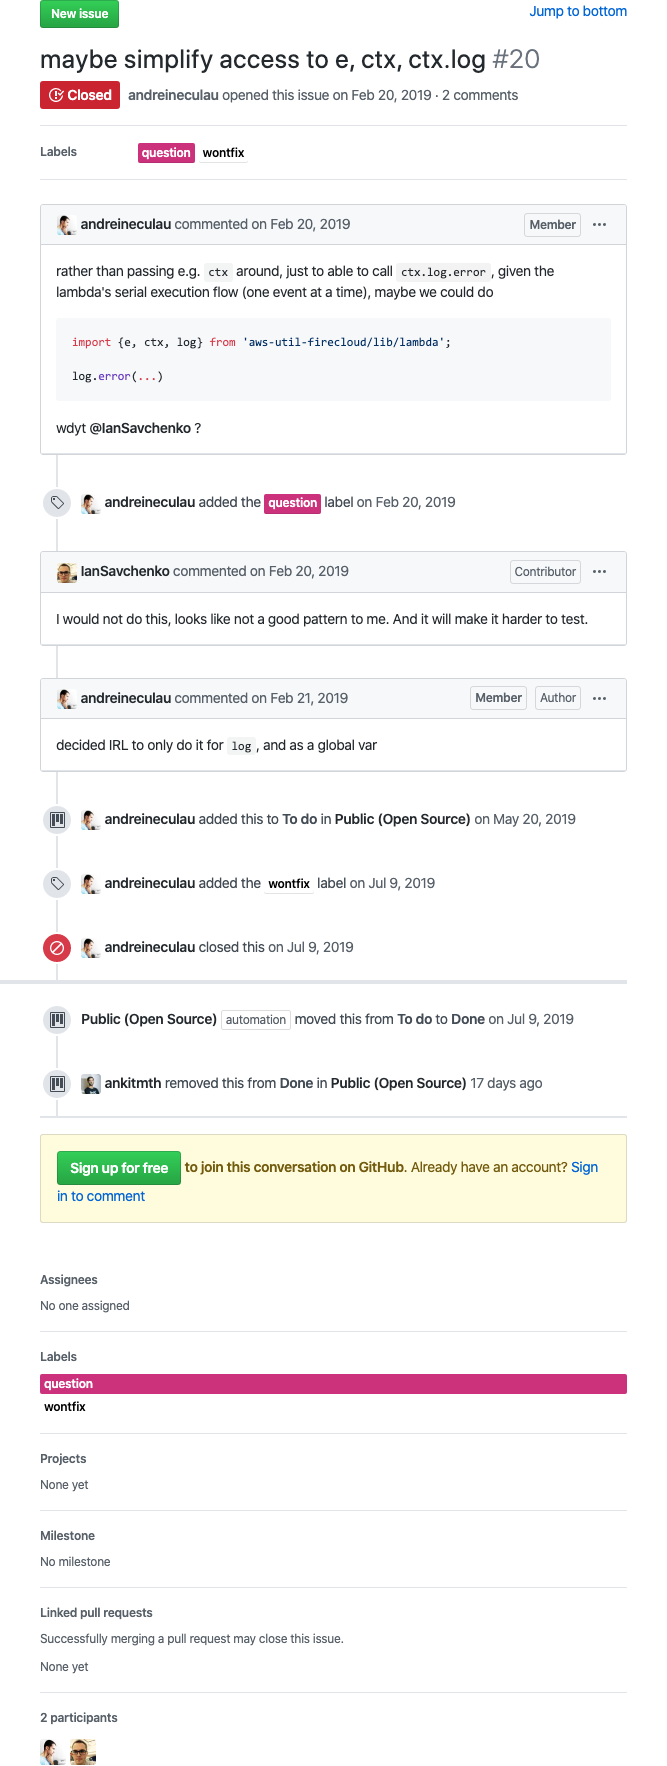 New issue
Jump to bottom
maybe simplify access to e, ctx, ctx.log #20
Closed andreineculau opened this issue on Feb 20, 2019 · 2 comments
Labels question wontfix
andreineculau commented on Feb 20, 2019 Member ···
rather than passing e.g. ctx around, just to able to call ctx.log.error , given the
lambda's serial execution flow (one event at a time), maybe we could do
import {e, ctx, log} from 'aws-util-firecloud/lib/lambda';
log.error(...)
wdyt @IanSavchenko ?
andreineculau added the question label on Feb 20, 2019
IanSavchenko commented on Feb 20, 2019 Contributor ···
I would not do this, looks like not a good pattern to me. And it will make it harder to test.
andreineculau commented on Feb 21, 2019 Member Author ···
decided IRL to only do it for log , and as a global var
andreineculau added this to To do in Public (Open Source) on May 20, 2019
andreineculau added the wontfix label on Jul 9, 2019
andreineculau closed this on Jul 9, 2019
Public (Open Source) automation moved this from To do to Done on Jul 9, 2019
ankitmth removed this from Done in Public (Open Source) 17 days ago
Sign up for free to join this conversation on GitHub. Already have an account? Sign
in to comment
Assignees
No one assigned
Labels
question
wontfix
Projects
None yet
Milestone
No milestone
Linked pull requests
Successfully merging a pull request may close this issue.
None yet
2 participants